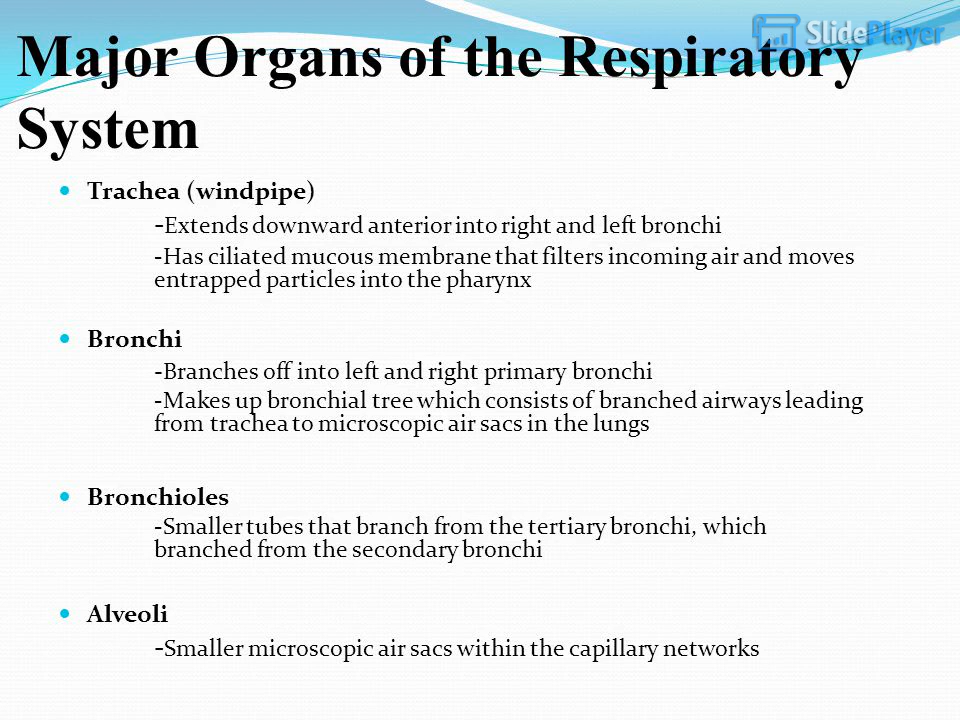 SlidePlayer
Major Organs of the Respiratory
System
Trachea (windpipe)
-Extends downward anterior into right and left bronchi
-Has ciliated mucous membrane that filters incoming air and moves
entrapped particles into the pharynx
Bronchi
-Branches off into left and right primary bronchi
-Makes up bronchial tree which consists of branched airways leading
from trachea to microscopic air sacs in the lungs
Bronchioles
-Smaller tubes that branch from the tertiary bronchi, which
branched from the secondary bronchi
Alveoli
-Smaller microscopic air sacs within the capillary networks